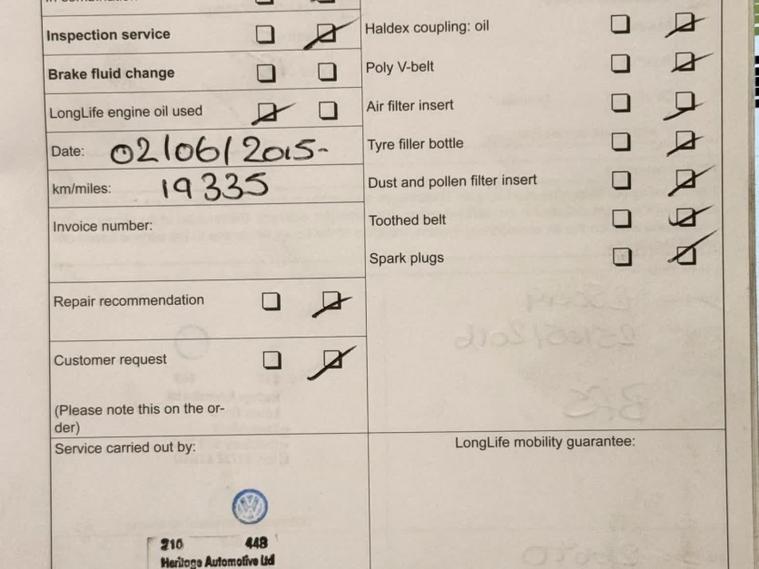 Inspection service
Brake fluid change
LongLife engine oil used
Date: 02/06/2015-
km/miles: 19335
Invoice number:
Repair recommendation
Customer request
(Please note this on the or-
der)
Service carried out by:
210 448
Heritage Automotive Ltd
Haldex coupling: oil
Poly V-belt
Air filter insert
Tyre filler bottle
Dust and pollen filter insert
Toothed belt
Spark plugs
LongLife mobility guarantee: